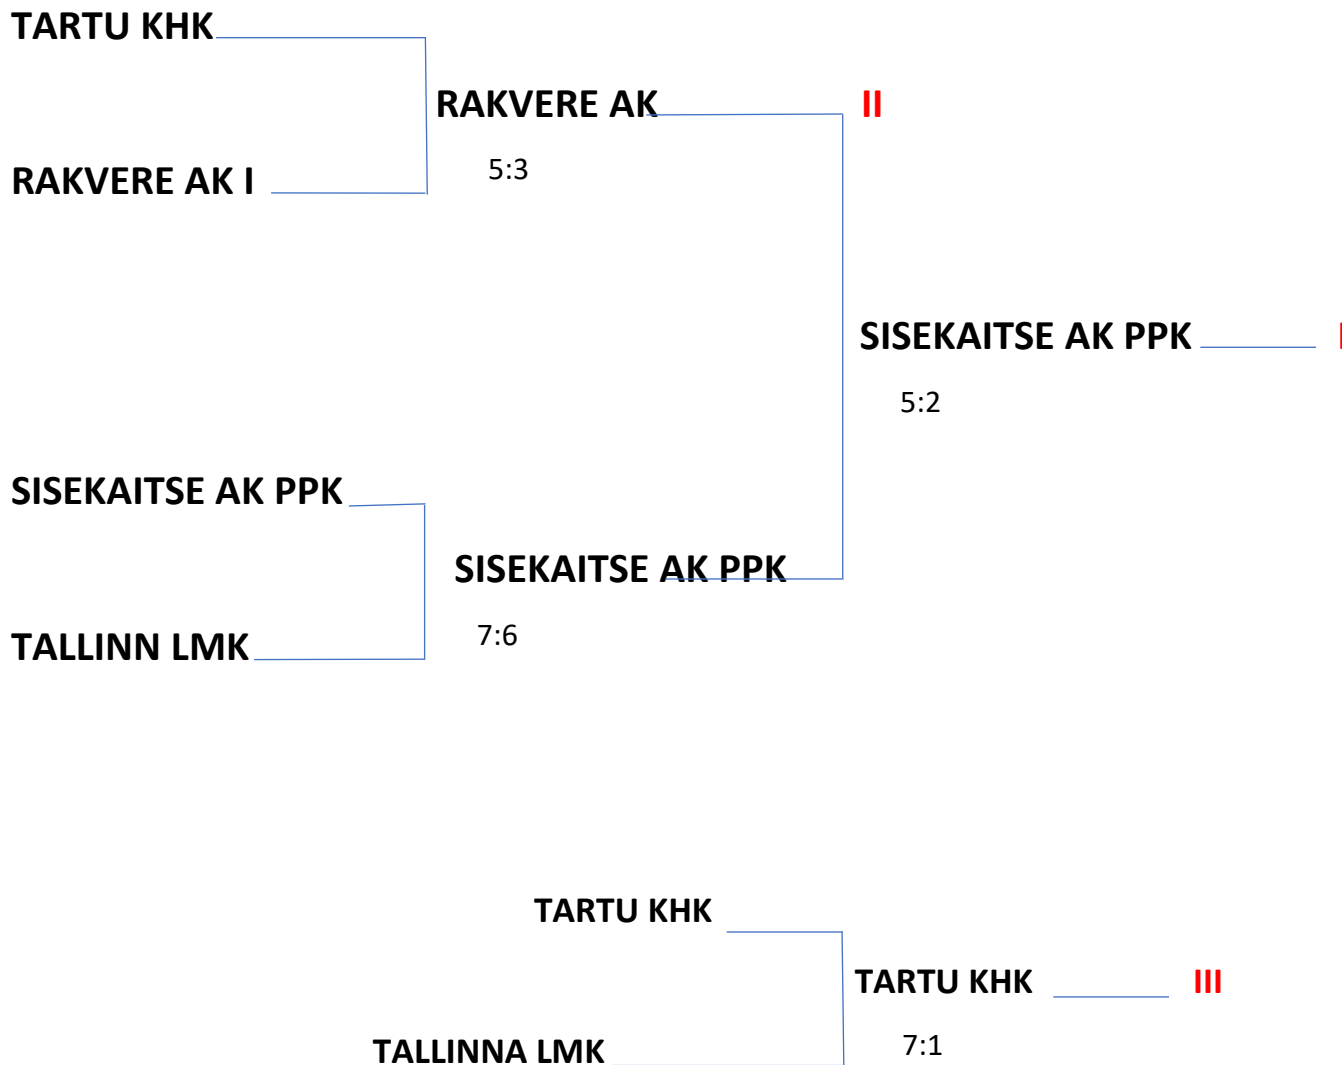 TARTU KHK
RAKVERE AK II
5:3
RAKVERE AK I
SISEKAITSE AK PPK I
5:2
SISEKAITSE AK PPK
SISEKAITSE AK PPK
7:6
TALLINN LMK
TARTU KHK
TARTU KHK III
7:1
TALLINNA LMK